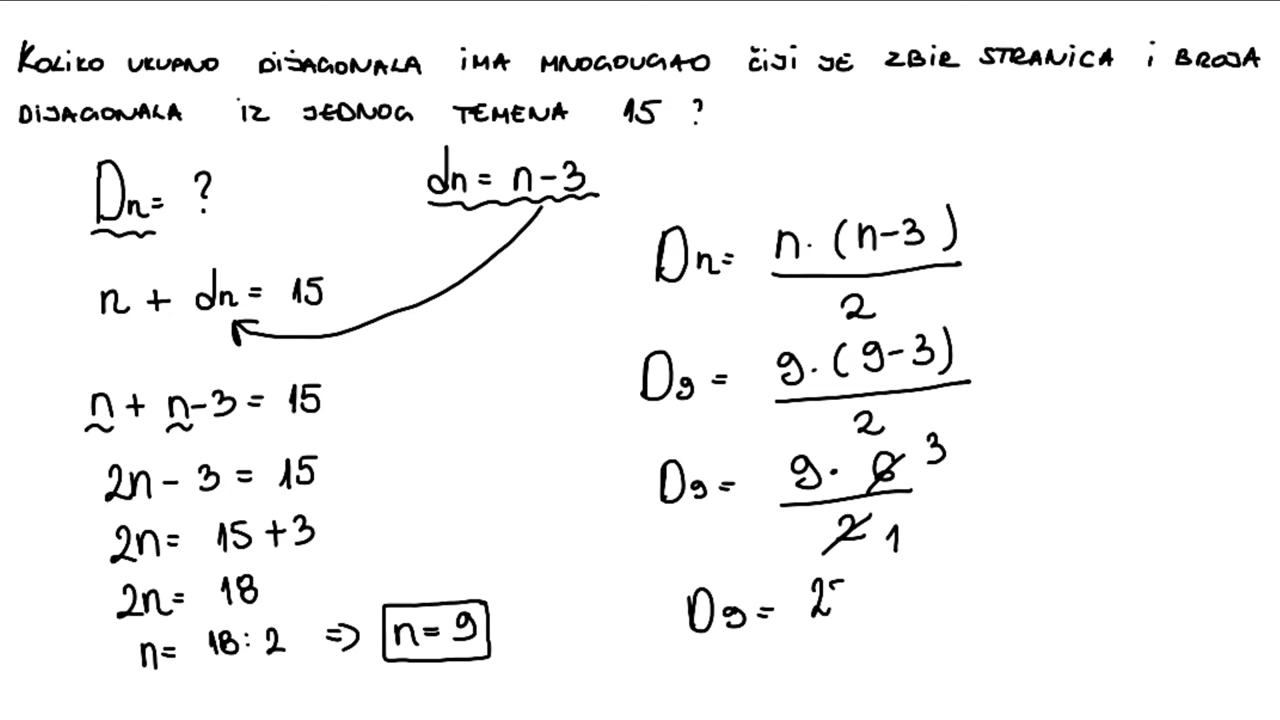 KOLIKO UKUPNO DIJAGONALA IMA MNOGOUGAO ČIJI JE ZBIR STRANICA I BROJA
DIJAGONALA IZ JEDNOG TEMENA 15 ?
Dn = ?
dn = n-3
n + dn = 15
n + n-3 = 15
2n - 3 = 15
2n = 15+3
2n = 18
n = 18:2 => n=9
Dn = n·(n-3) / 2
D9 = 9·(9-3) / 2
D9 = 9·6 3 / 2 1
D9 = 2